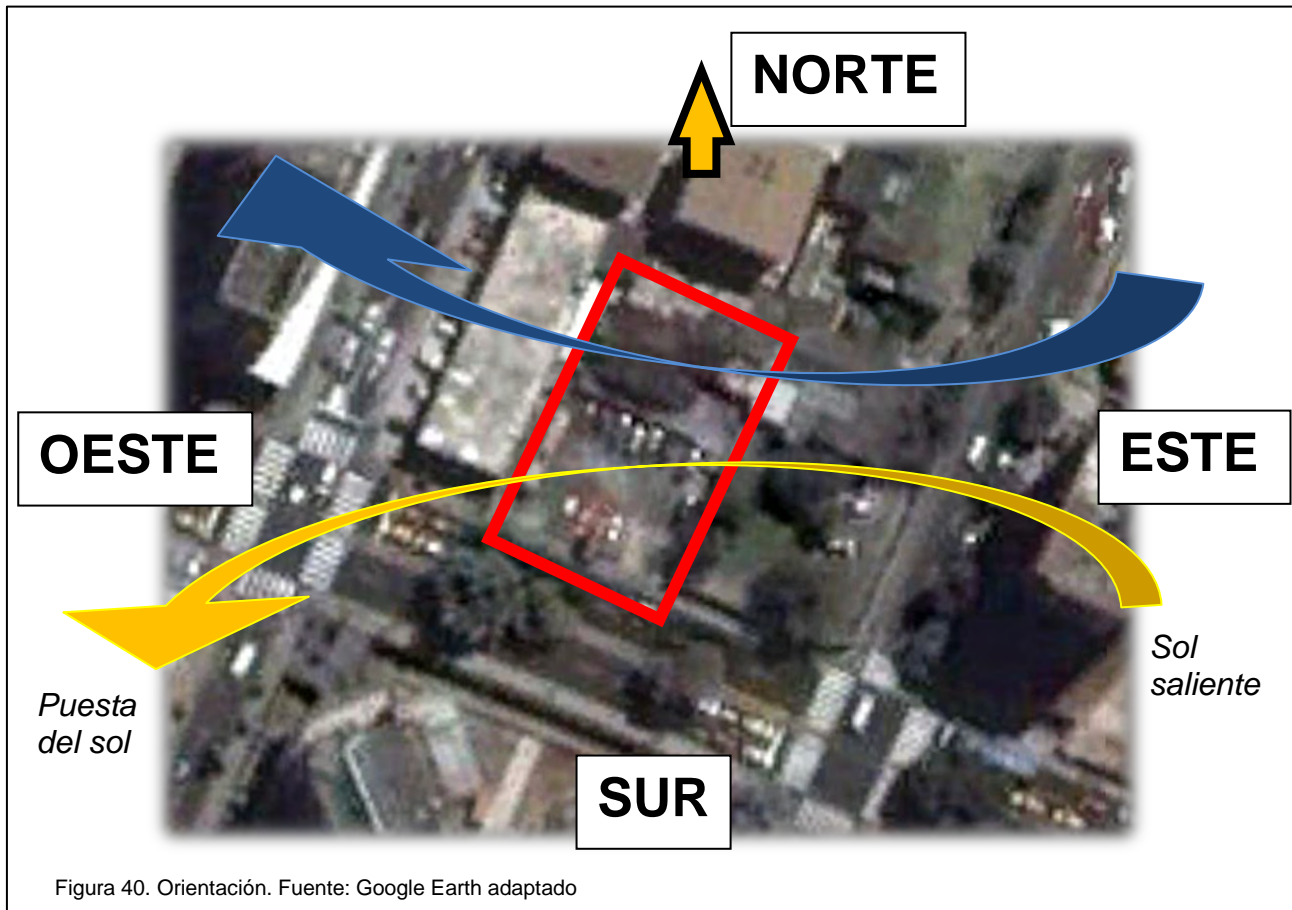 NORTE
OESTE
ESTE
Sol
saliente
Puesta
del sol
SUR
Figura 40. Orientación. Fuente: Google Earth adaptado